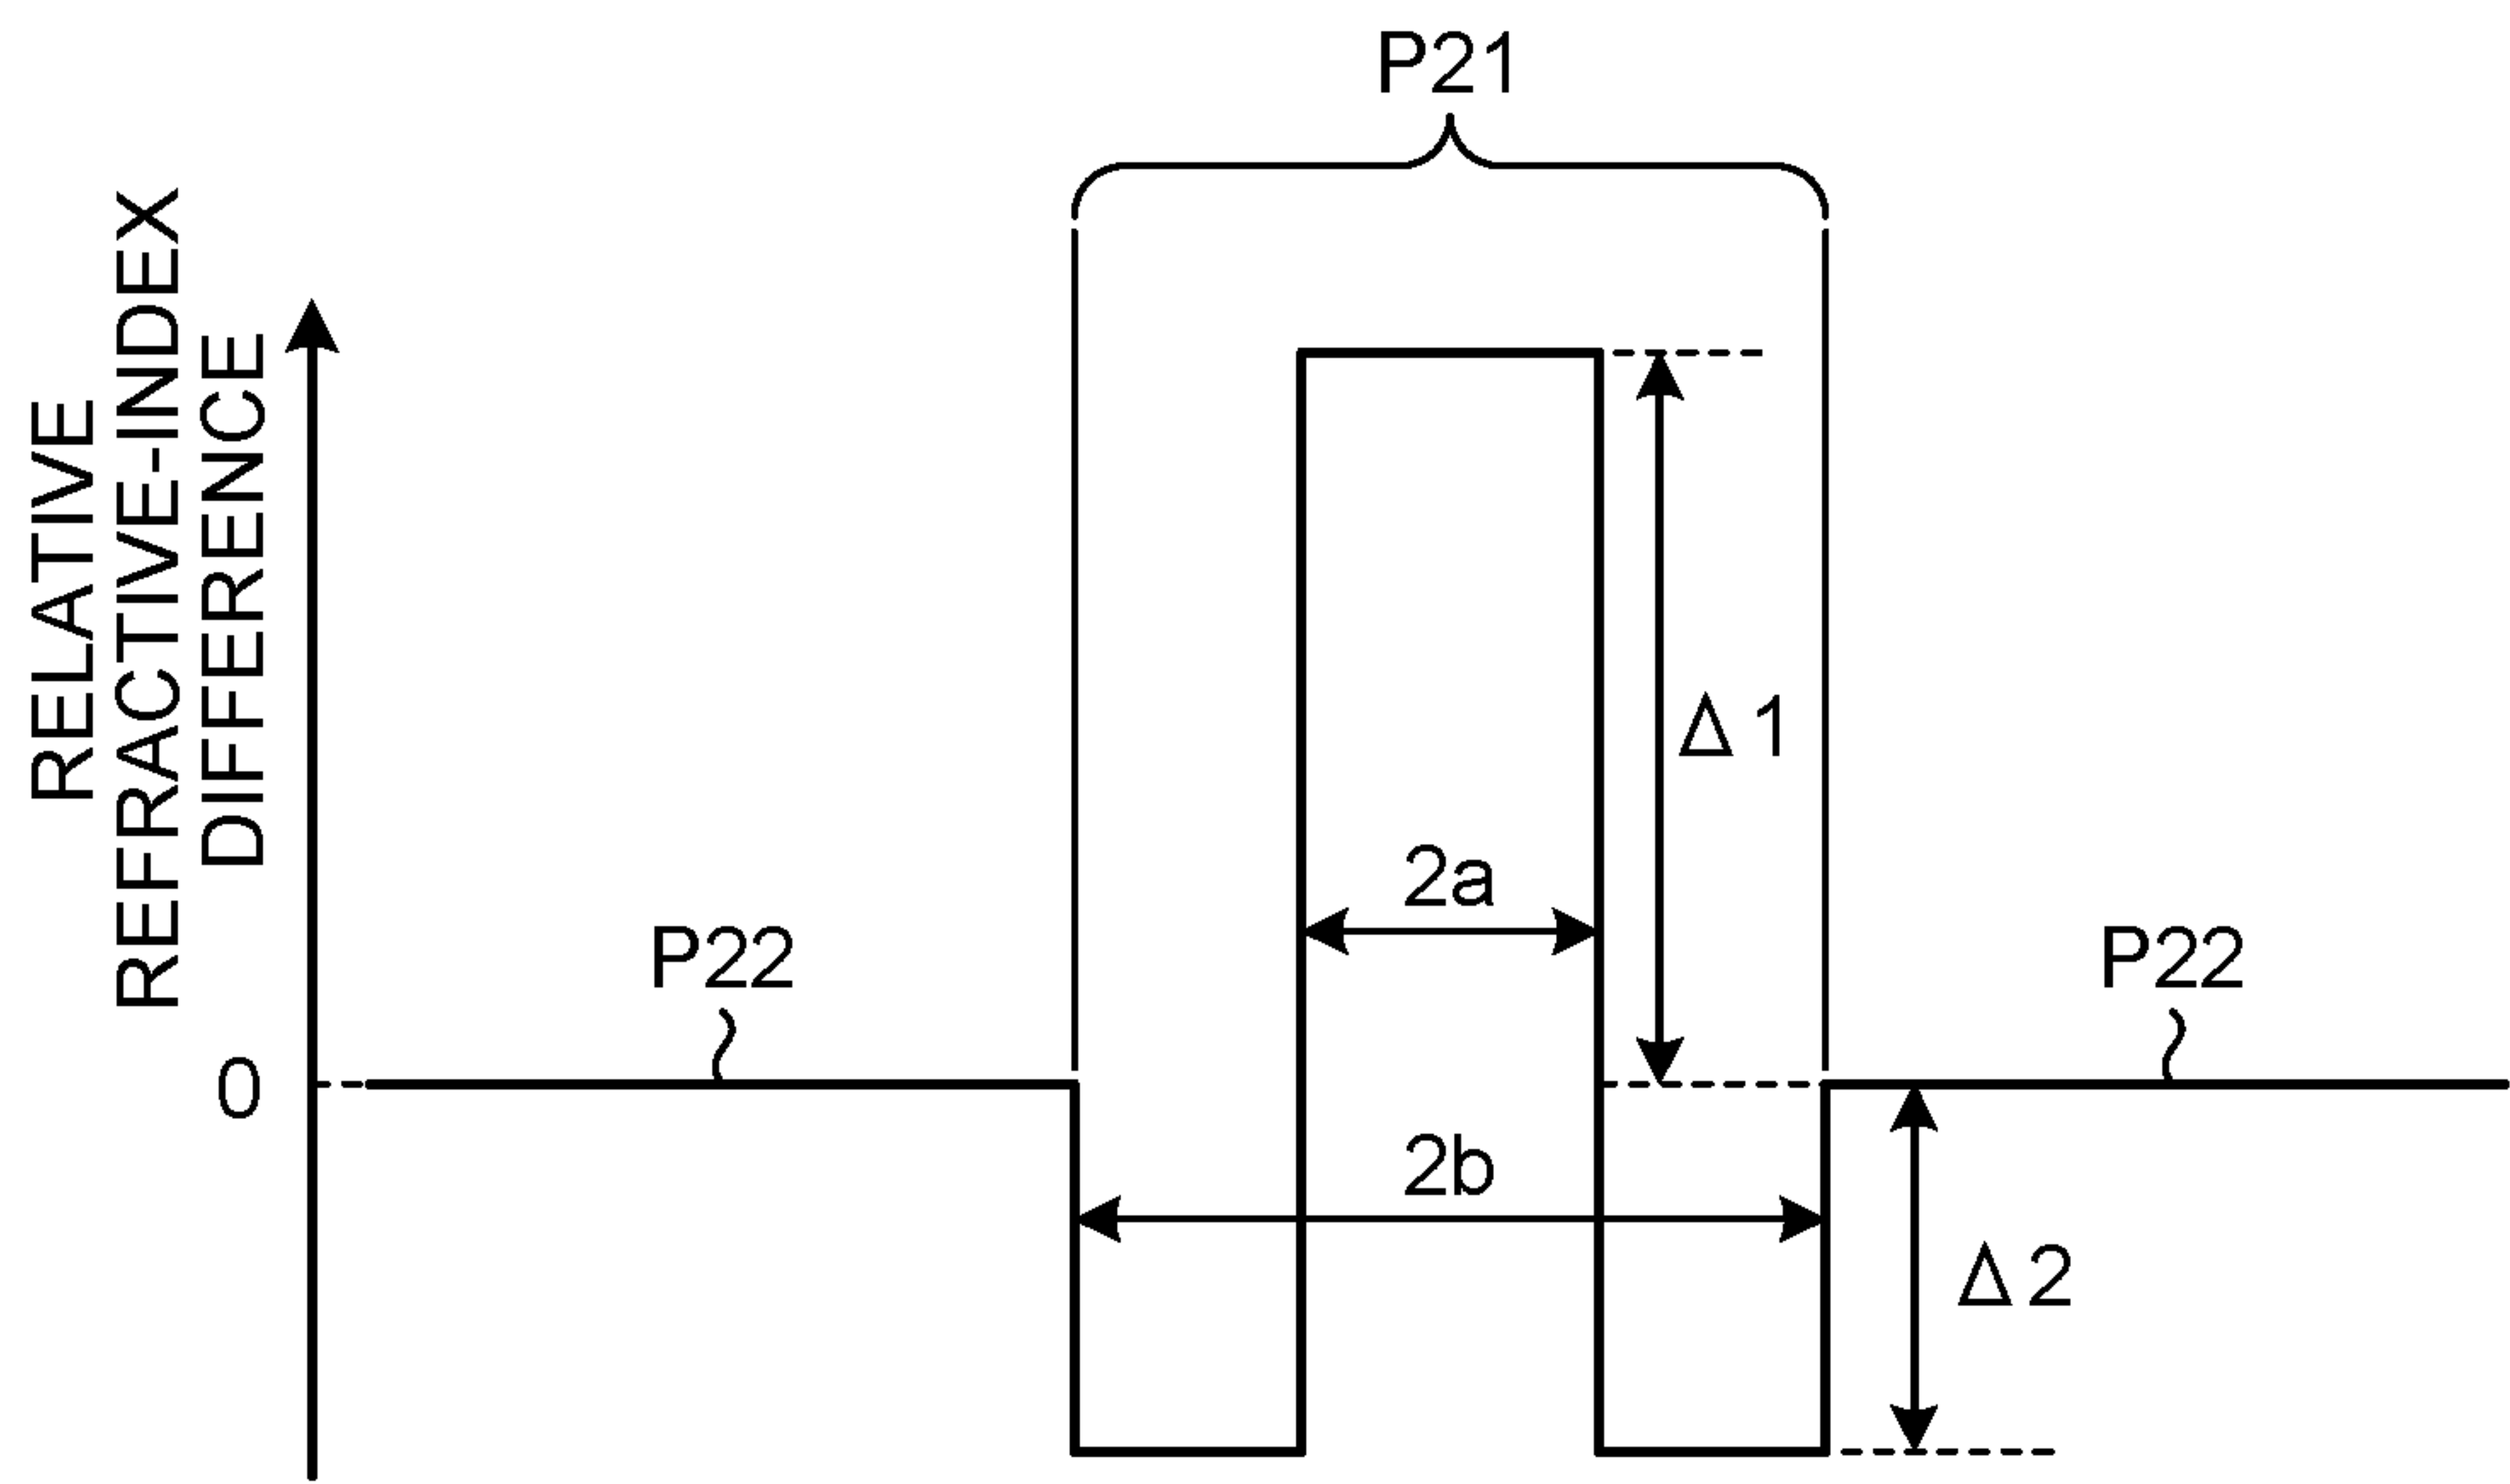 P21
RELATIVE
REFRACTIVE-INDEX
DIFFERENCE
Δ1
2a
P22
P22
0
2b
Δ2